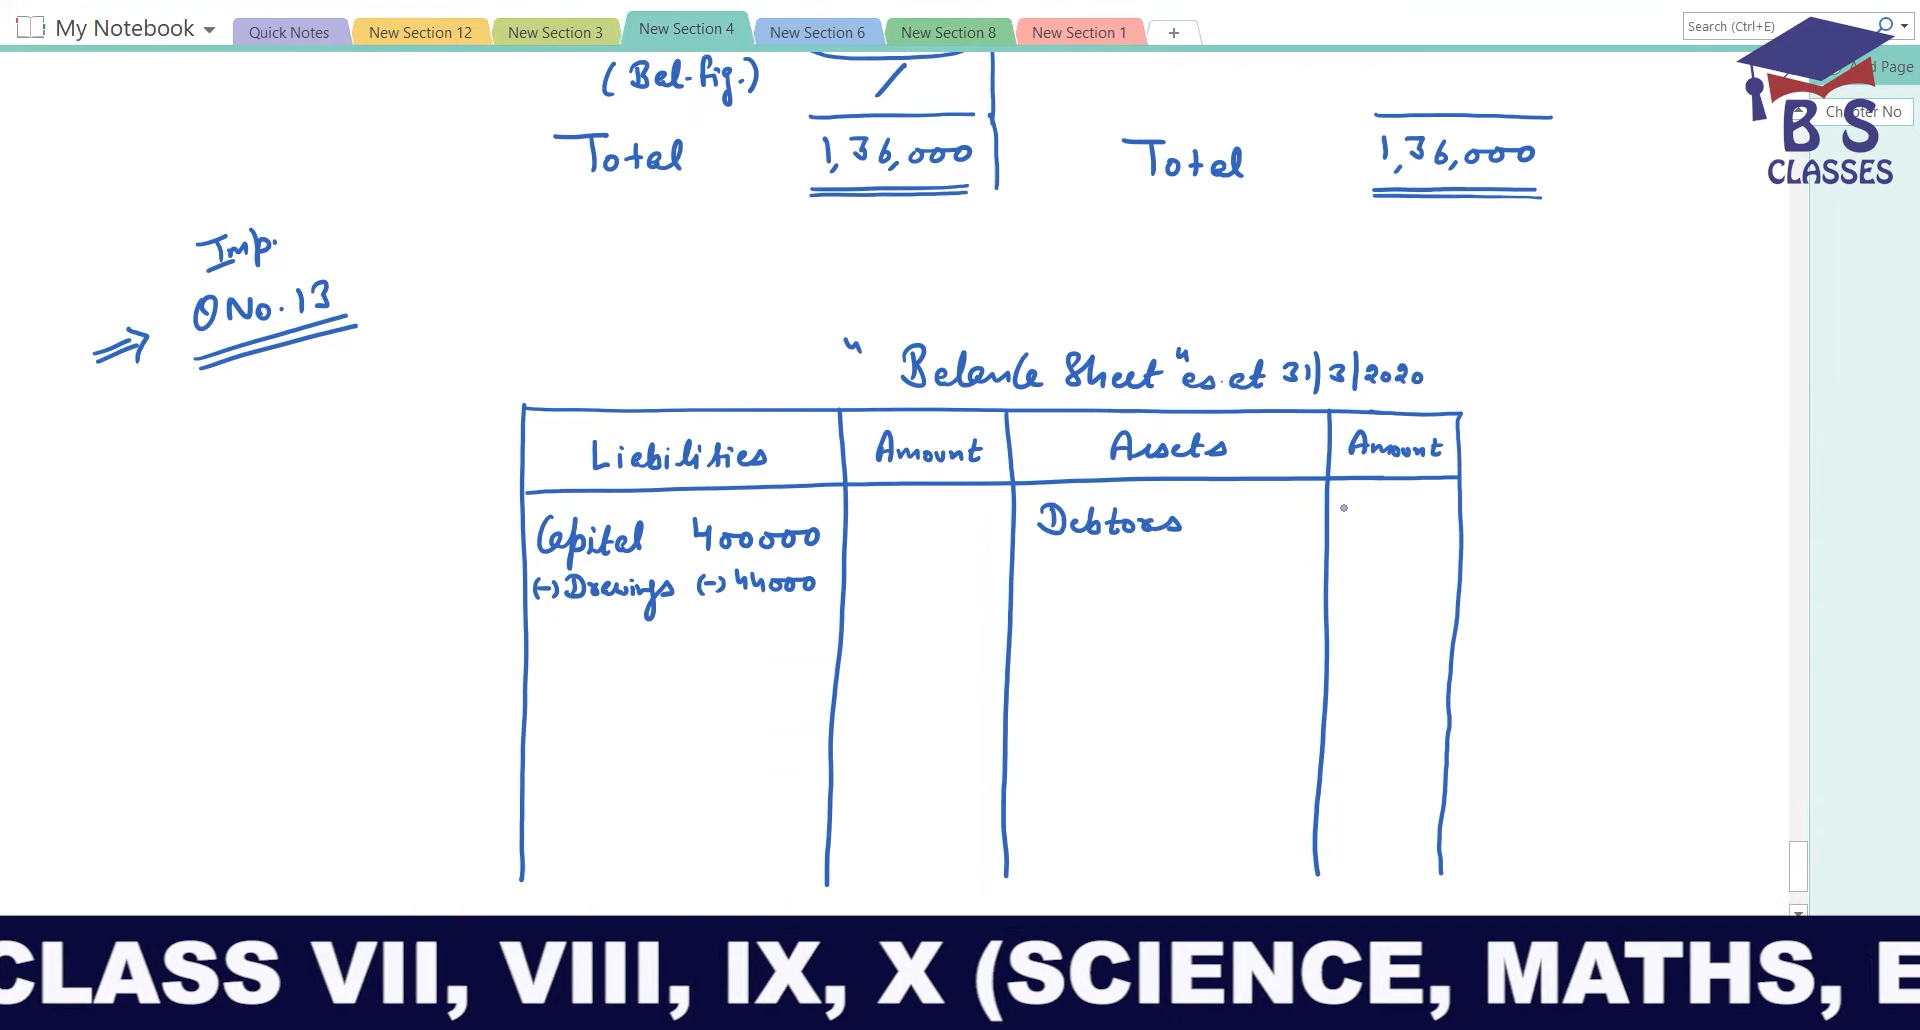 My Notebook
Quick Notes
New Section 12
New Section 3
New Section 4
New Section 6
New Section 8
New Section 1
+
Search (Ctrl+E)
d Page
Ch ter No
B S
CLASSES
(Bal-fig.)
Total 1,36,000 Total 1,36,000
Imp.
QNo.13
"Balance Sheet" as at 31/3/2020
Liabilities Amount Assets Amount
Capital 400000 Debtors
(-) Drawings (-) 44000
CLASS VII, VIII, IX, X (SCIENCE, MATHS, E